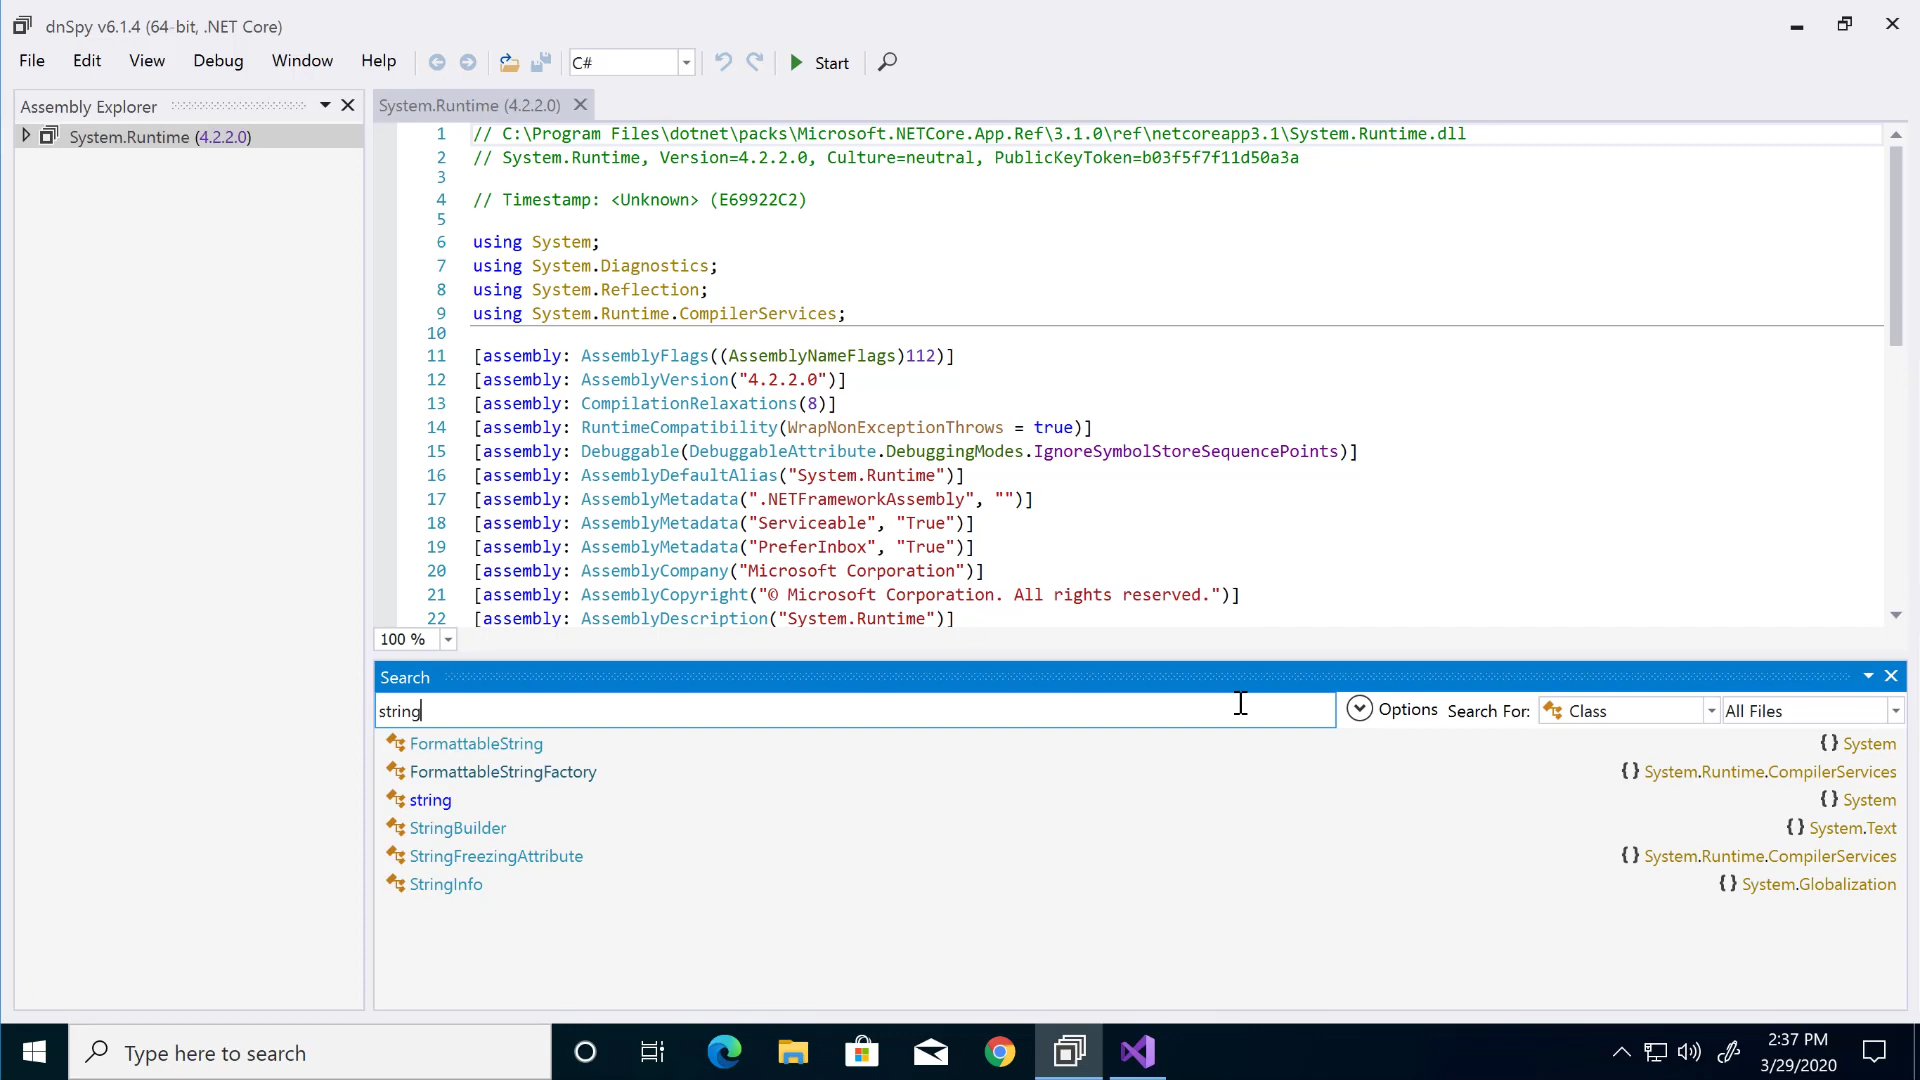 dnSpy v6.1.4 (64-bit, .NET Core)
File Edit View Debug Window Help C# Start
Assembly Explorer
System.Runtime (4.2.2.0)
System.Runtime (4.2.2.0)
1 // C:\Program Files\dotnet\packs\Microsoft.NETCore.App.Ref\3.1.0\ref\netcoreapp3.1\System.Runtime.dll
2 // System.Runtime, Version=4.2.2.0, Culture=neutral, PublicKeyToken=b03f5f7f11d50a3a
3
4 // Timestamp: <Unknown> (E69922C2)
5
6 using System;
7 using System.Diagnostics;
8 using System.Reflection;
9 using System.Runtime.CompilerServices;
10
11 [assembly: AssemblyFlags((AssemblyNameFlags)112)]
12 [assembly: AssemblyVersion("4.2.2.0")]
13 [assembly: CompilationRelaxations(8)]
14 [assembly: RuntimeCompatibility(WrapNonExceptionThrows = true)]
15 [assembly: Debuggable(DebuggableAttribute.DebuggingModes.IgnoreSymbolStoreSequencePoints)]
16 [assembly: AssemblyDefaultAlias("System.Runtime")]
17 [assembly: AssemblyMetadata(".NETFrameworkAssembly", "")]
18 [assembly: AssemblyMetadata("Serviceable", "True")]
19 [assembly: AssemblyMetadata("PreferInbox", "True")]
20 [assembly: AssemblyCompany("Microsoft Corporation")]
21 [assembly: AssemblyCopyright("© Microsoft Corporation. All rights reserved.")]
22 [assembly: AssemblyDescription("System.Runtime")]
100 %
Search
string Options Search For: Class All Files
FormattableString {} System
FormattableStringFactory {} System.Runtime.CompilerServices
string {} System
StringBuilder {} System.Text
StringFreezingAttribute {} System.Runtime.CompilerServices
StringInfo {} System.Globalization
Type here to search
2:37 PM
3/29/2020